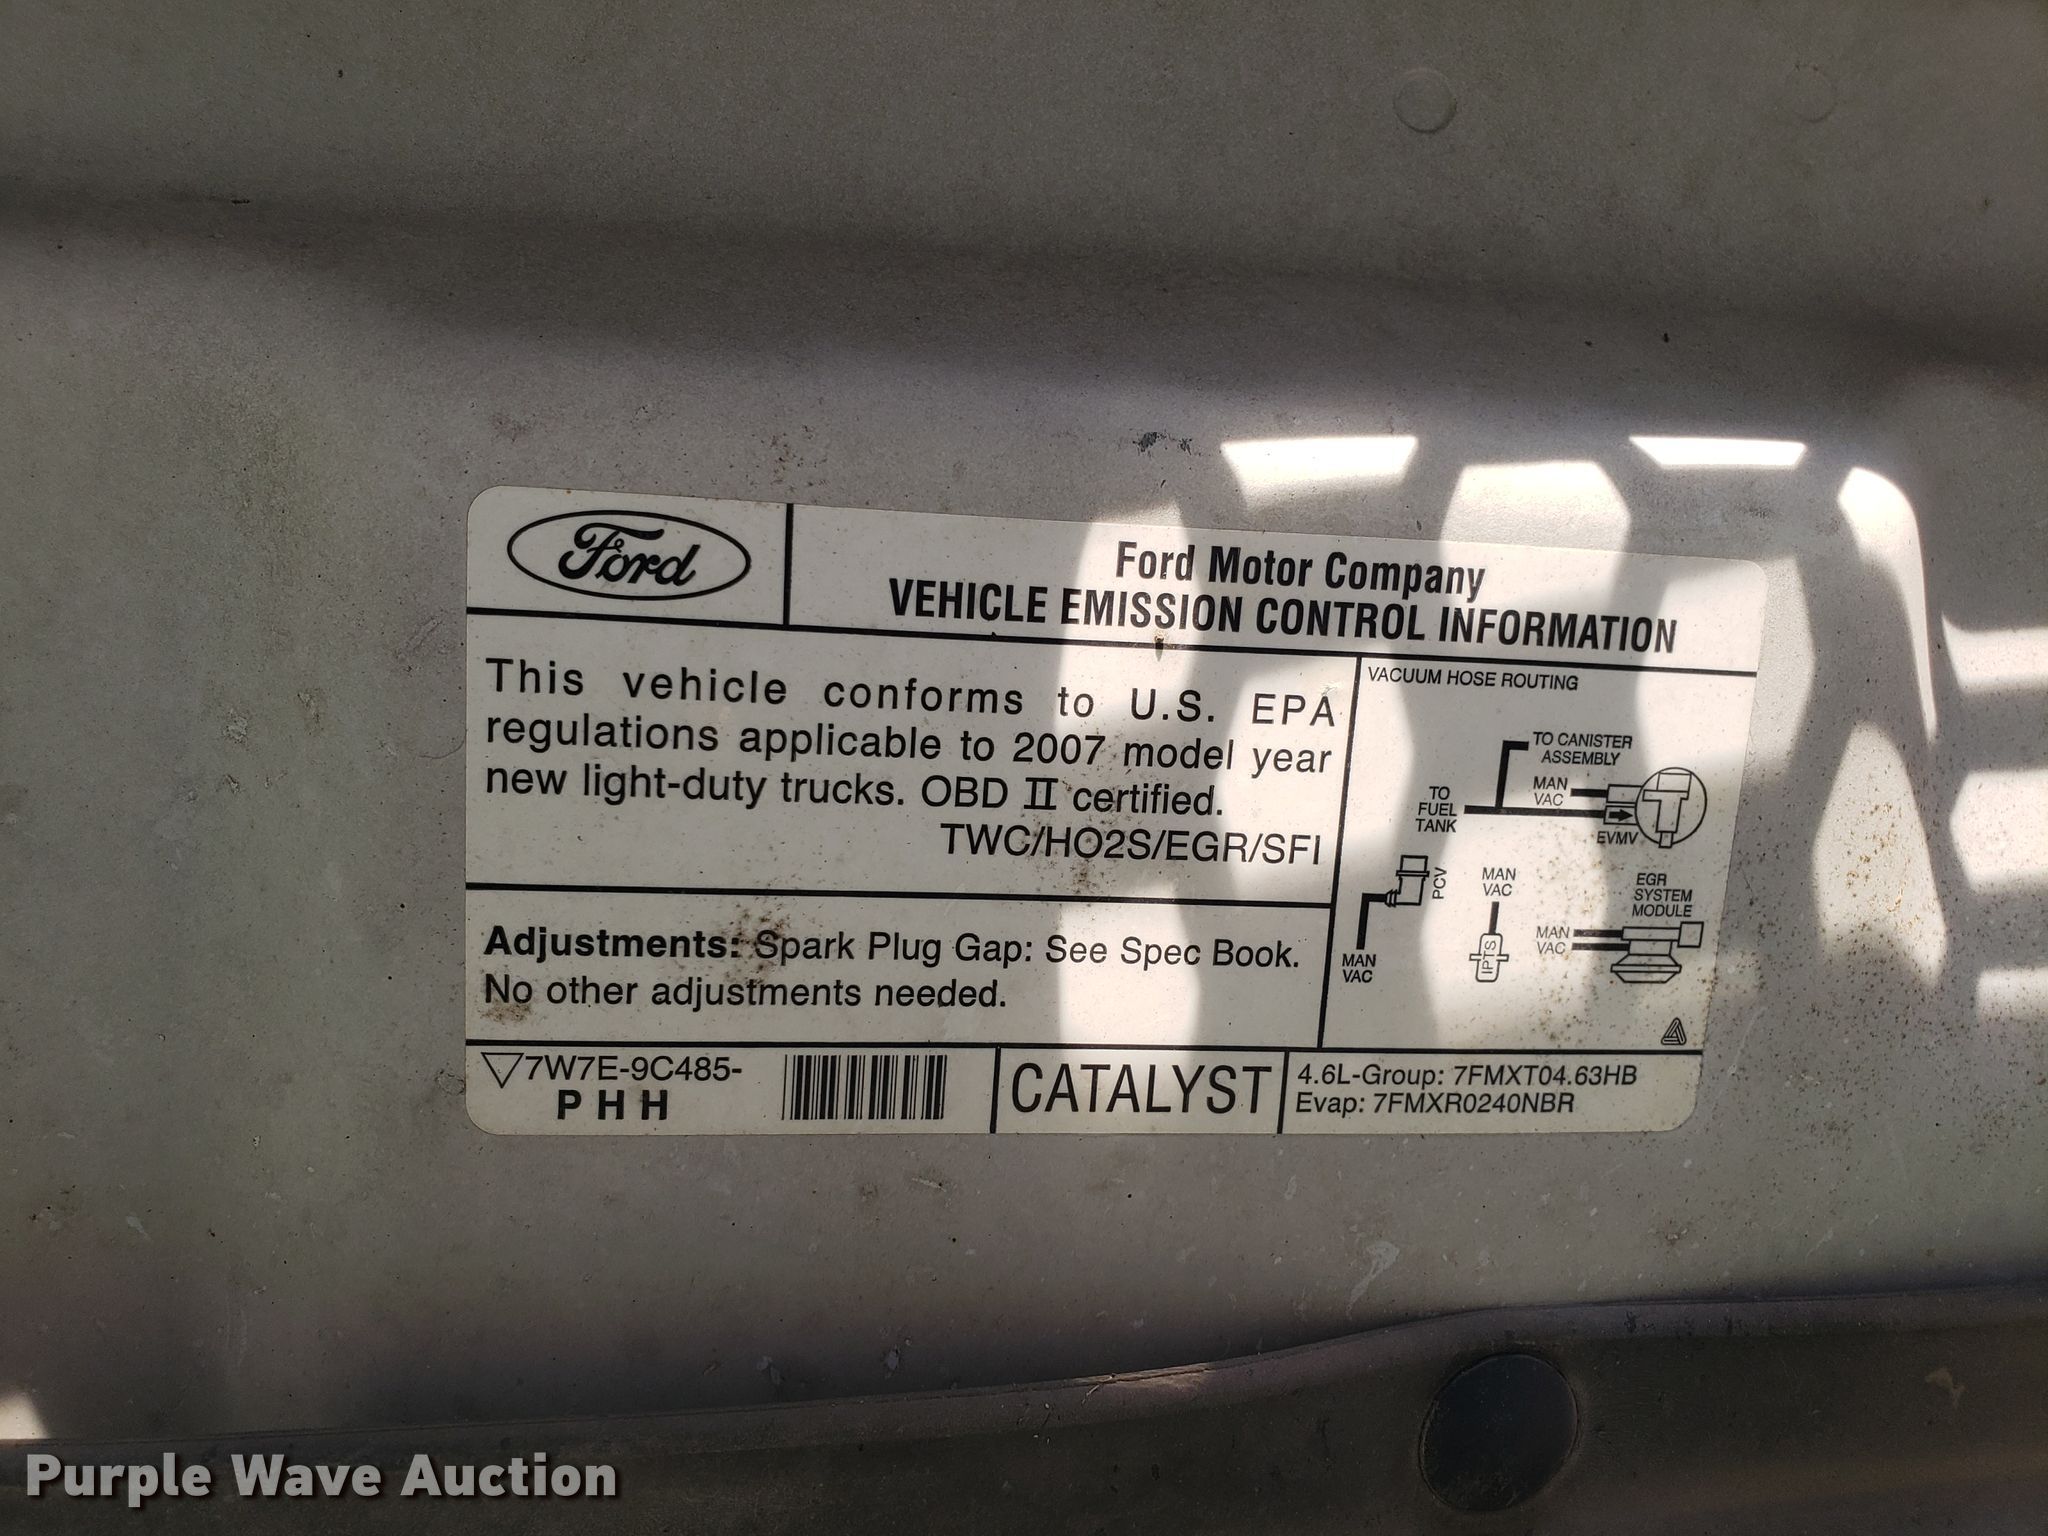 Ford
Ford Motor Company
VEHICLE EMISSION CONTROL INFORMATION
This vehicle conforms to U.S. EPA
regulations applicable to 2007 model year
new light-duty trucks. OBD II certified.
TWC/HO2S/EGR/SFI
Adjustments: Spark Plug Gap: See Spec Book.
No other adjustments needed.
VACUUM HOSE ROUTING
TO CANISTER
ASSEMBLY
MAN
VAC
TO
FUEL
TANK
EVMV
PCV
MAN
VAC
MAN
VAC
IPTS
EGR
SYSTEM
MODULE
MAN
VAC
7W7E-9C485-
PHH
CATALYST
4.6L-Group: 7FMXT04.63HB
Evap: 7FMXR0240NBR
Purple Wave Auction